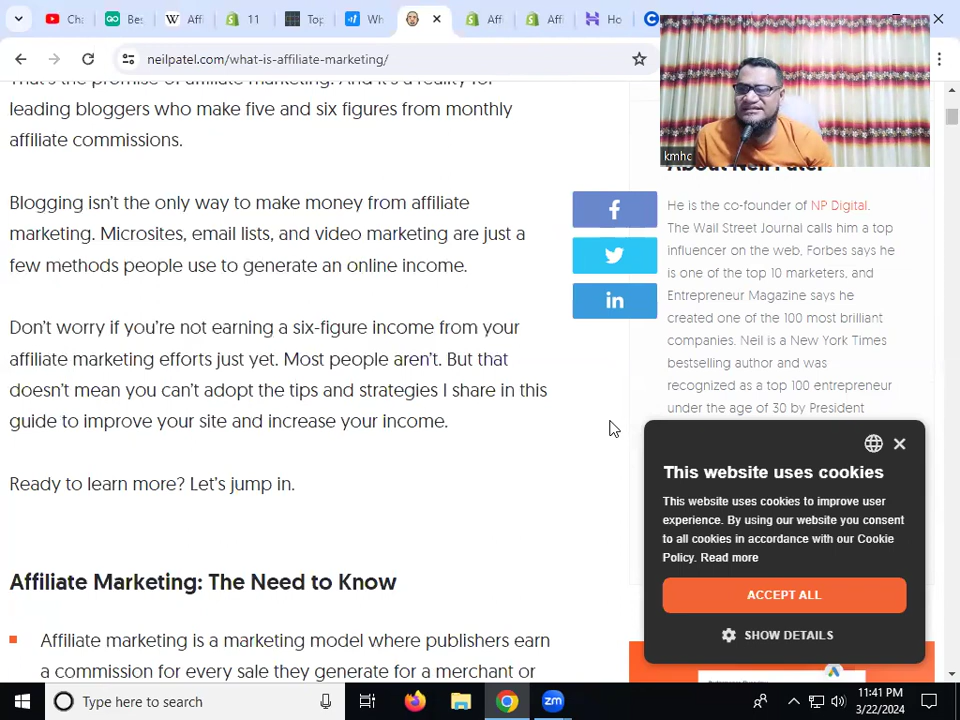 Cha
Bes
Aff
11
Top
Wh
Aff
Aff
Ho
neilpatel.com/what-is-affiliate-marketing/
kmhc
leading bloggers who make five and six figures from monthly
affiliate commissions.
Blogging isn't the only way to make money from affiliate
marketing. Microsites, email lists, and video marketing are just a
few methods people use to generate an online income.
Don't worry if you're not earning a six-figure income from your
affiliate marketing efforts just yet. Most people aren't. But that
doesn't mean you can't adopt the tips and strategies I share in this
guide to improve your site and increase your income.
Ready to learn more? Let's jump in.
Affiliate Marketing: The Need to Know
Affiliate marketing is a marketing model where publishers earn
a commission for every sale they generate for a merchant or
He is the co-founder of NP Digital.
The Wall Street Journal calls him a top
influencer on the web, Forbes says he
is one of the top 10 marketers, and
Entrepreneur Magazine says he
created one of the 100 most brilliant
companies. Neil is a New York Times
bestselling author and was
recognized as a top 100 entrepreneur
under the age of 30 by President
This website uses cookies
This website uses cookies to improve user
experience. By using our website you consent
to all cookies in accordance with our Cookie
Policy. Read more
ACCEPT ALL
SHOW DETAILS
Type here to search
zm
11:41 PM
3/22/2024